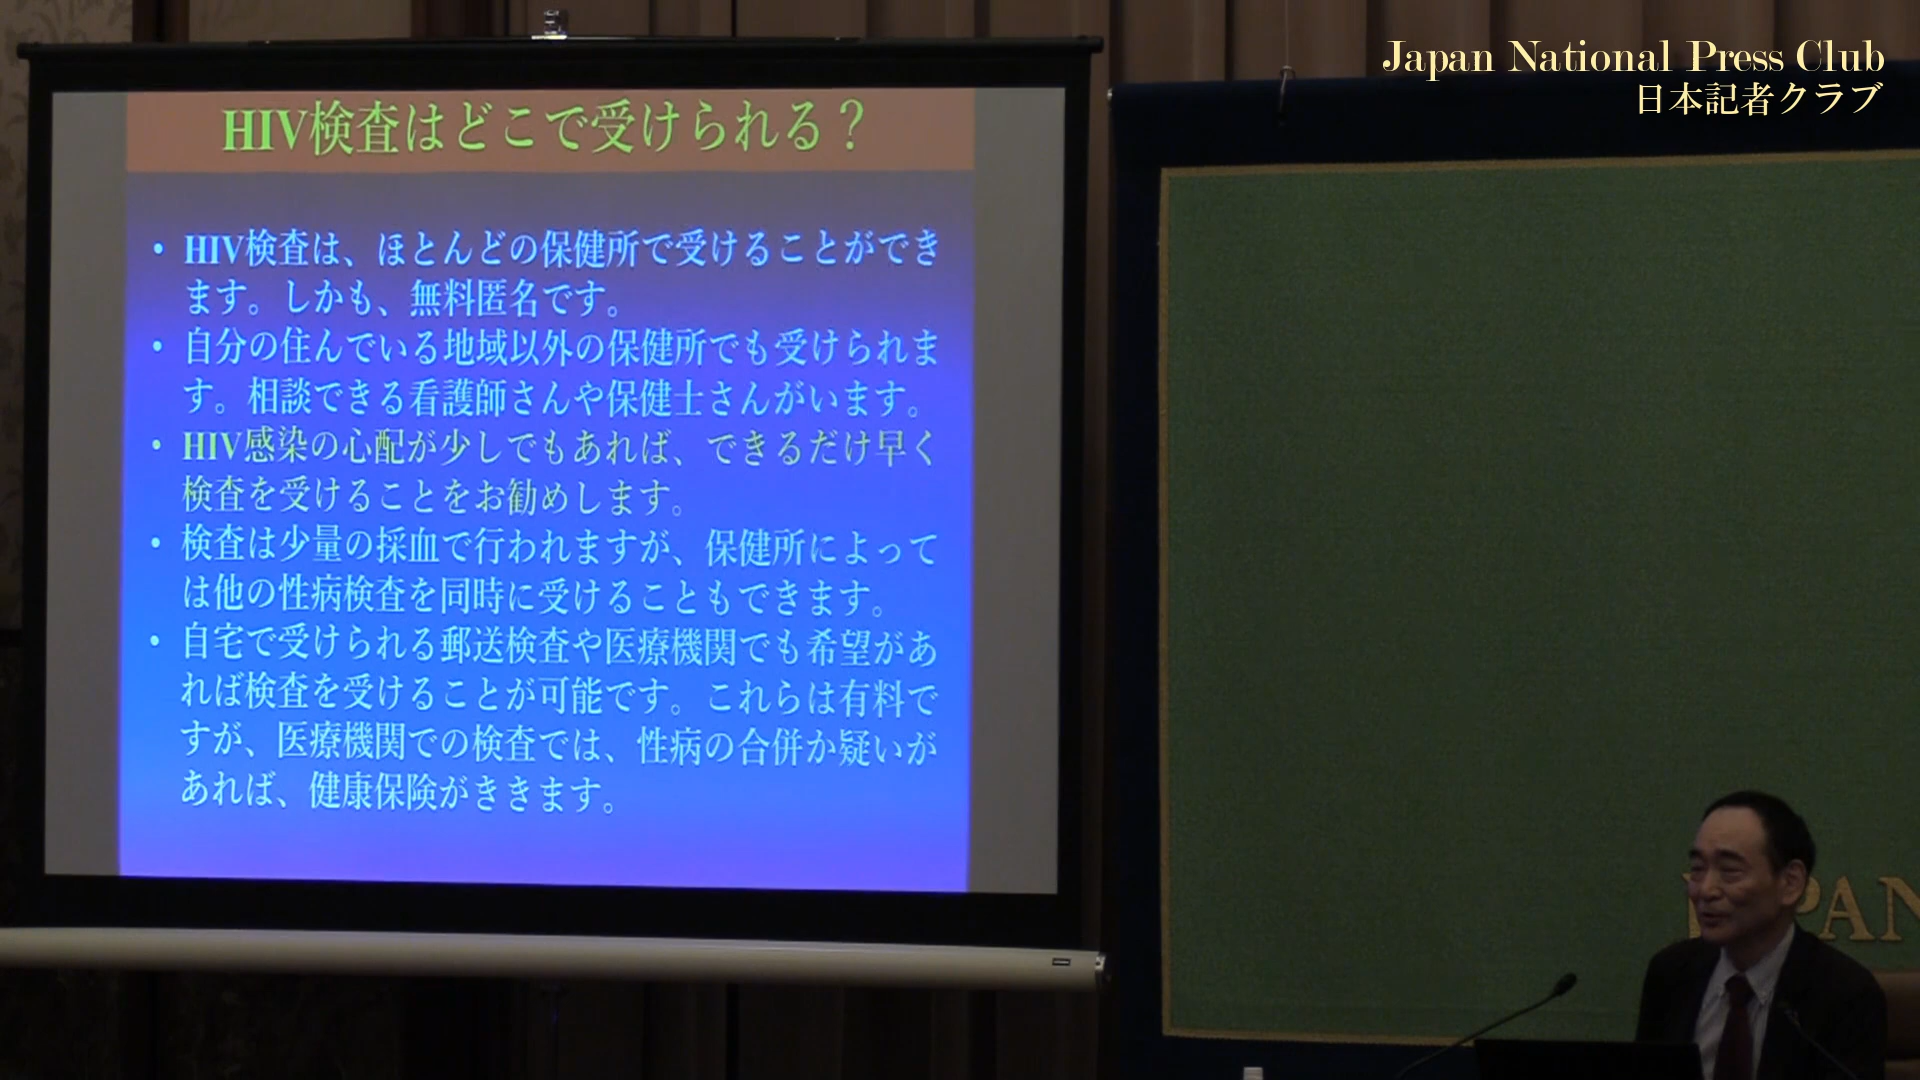 Japan National Press Club
日本記者クラブ
HIV検査はどこで受けられる？
• HIV検査は、ほとんどの保健所で受けることができ
ます。しかも、無料匿名です。
• 自分の住んでいる地域以外の保健所でも受けられま
す。相談できる看護師さんや保健士さんがいます。
• HIV感染の心配が少しでもあれば、できるだけ早く
検査を受けることをお勧めします。
• 検査は少量の採血で行われますが、保健所によって
は他の性病検査を同時に受けることもできます。
• 自宅で受けられる郵送検査や医療機関でも希望があ
れば検査を受けることが可能です。これらは有料で
すが、医療機関での検査では、性病の合併か疑いが
あれば、健康保険がききます。